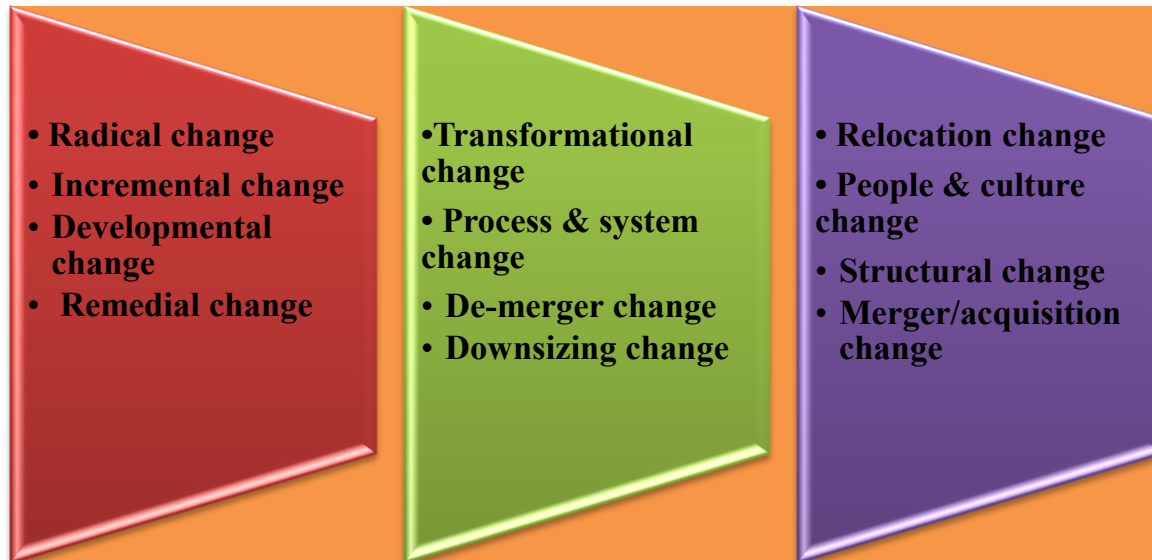 • Radical change
• Incremental change
• Developmental
change
• Remedial change
•Transformational
change
• Process & system
change
• De-merger change
• Downsizing change
• Relocation change
• People & culture
change
• Structural change
• Merger/acquisition
change